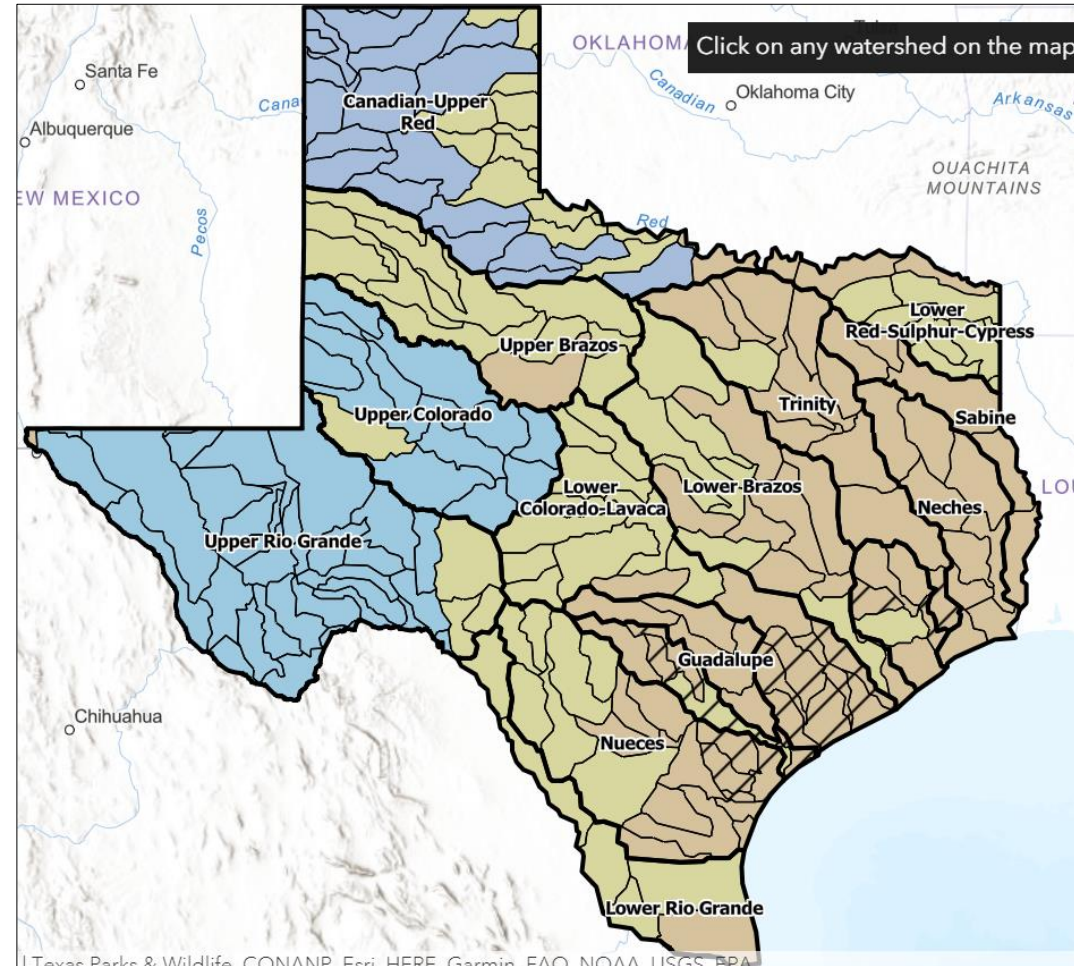 OKLAHOMA
Click on any watershed on the map
Santa Fe
Canadian
Oklahoma City
Arkansas
Albuquerque
Canadian-Upper
Red
OUACHITA
MOUNTAINS
EW MEXICO
Pecos
Red
Lower
Red-Sulphur-Cypress
Upper Brazos
Trinity
Upper Colorado
Sabine
Lower
Colorado-Lavaca
Lower Brazos
Neches
LOU
Upper Rio Grande
Guadalupe
Chihuahua
Nueces
Lower Rio Grande
Texas Parks & Wildlife, CONANP, Esri, HERE, Garmin, FAO, NOAA, USGS, EPA